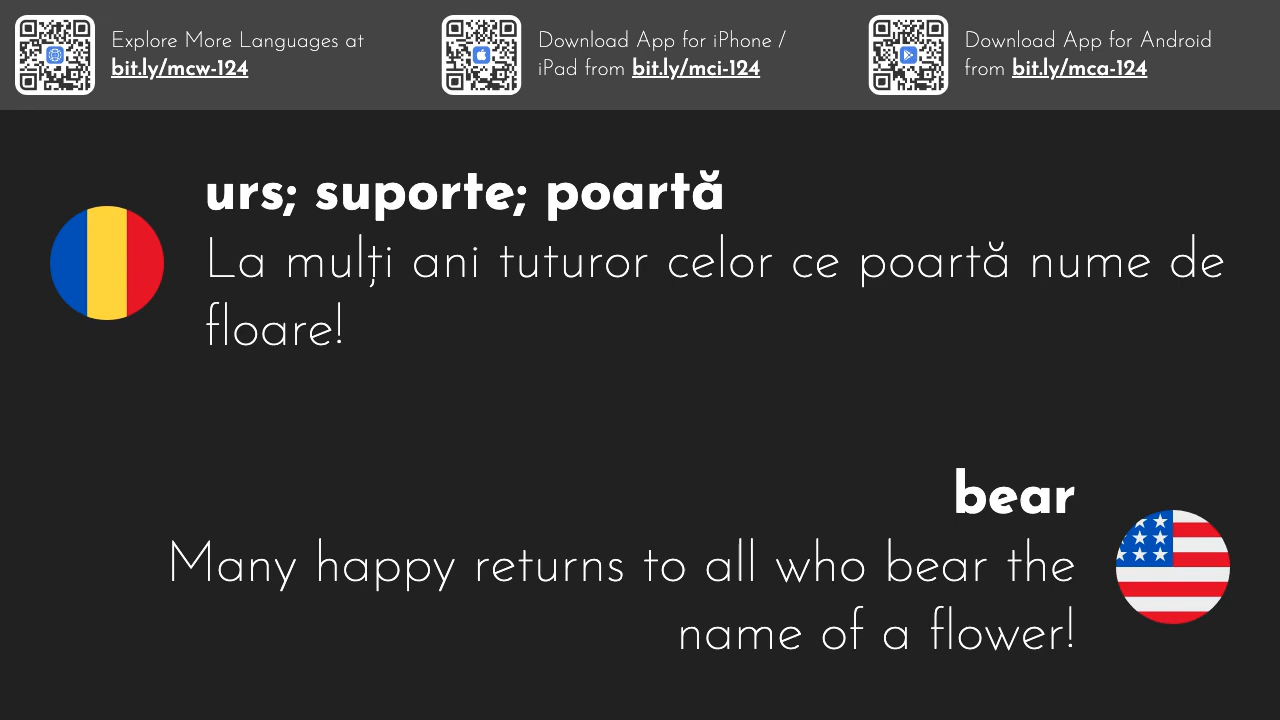 Explore More Languages at
bit.ly/mcw-124
Download App for iPhone /
iPad from bit.ly/mci-124
Download App for Android
from bit.ly/mca-124
urs; suporte; poartă
La mulți ani tuturor celor ce poartă nume de
floare!
bear
Many happy returns to all who bear the
name of a flower!